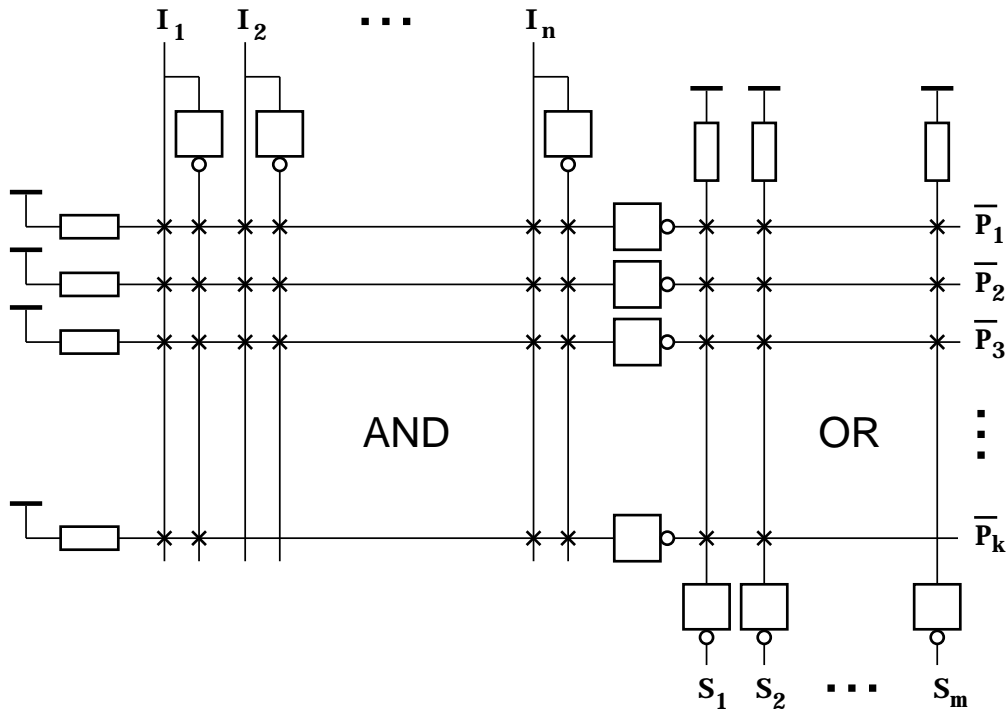 I1 I2 ... In
P̅1
P̅2
P̅3
AND OR
P̅k
S1 S2 ... Sm